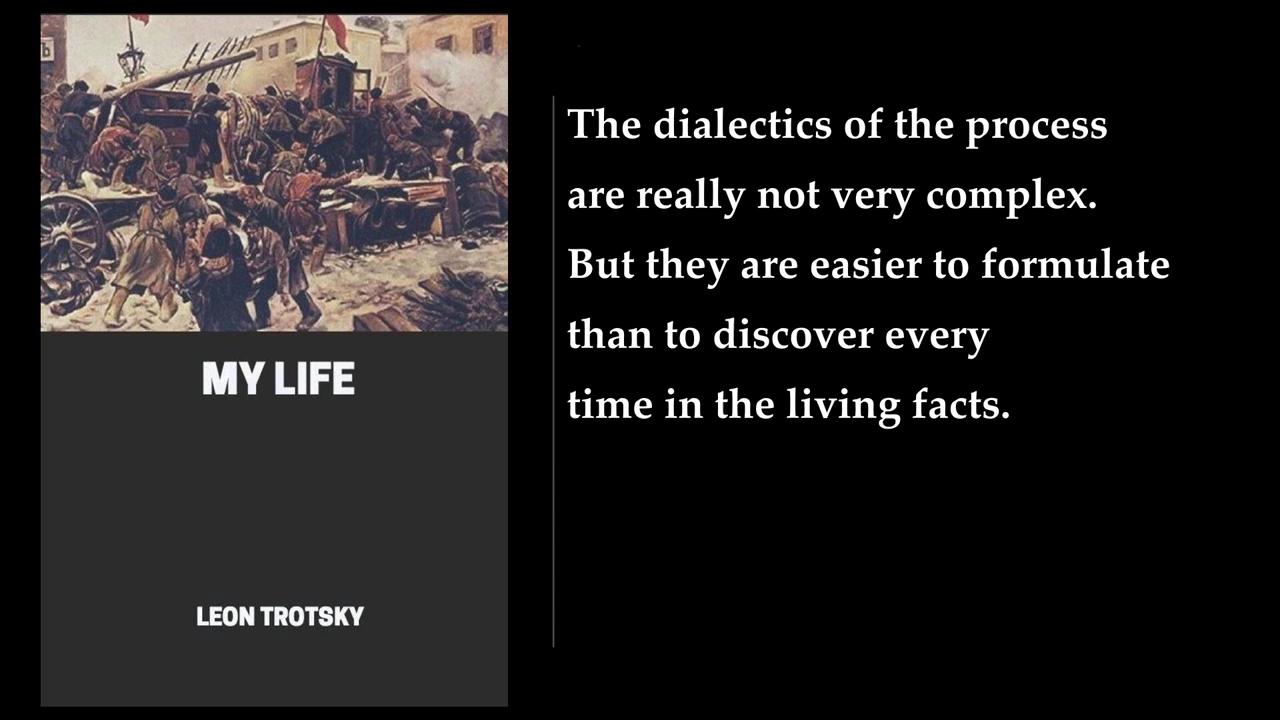 MY LIFE
LEON TROTSKY
The dialectics of the process
are really not very complex.
But they are easier to formulate
than to discover every
time in the living facts.